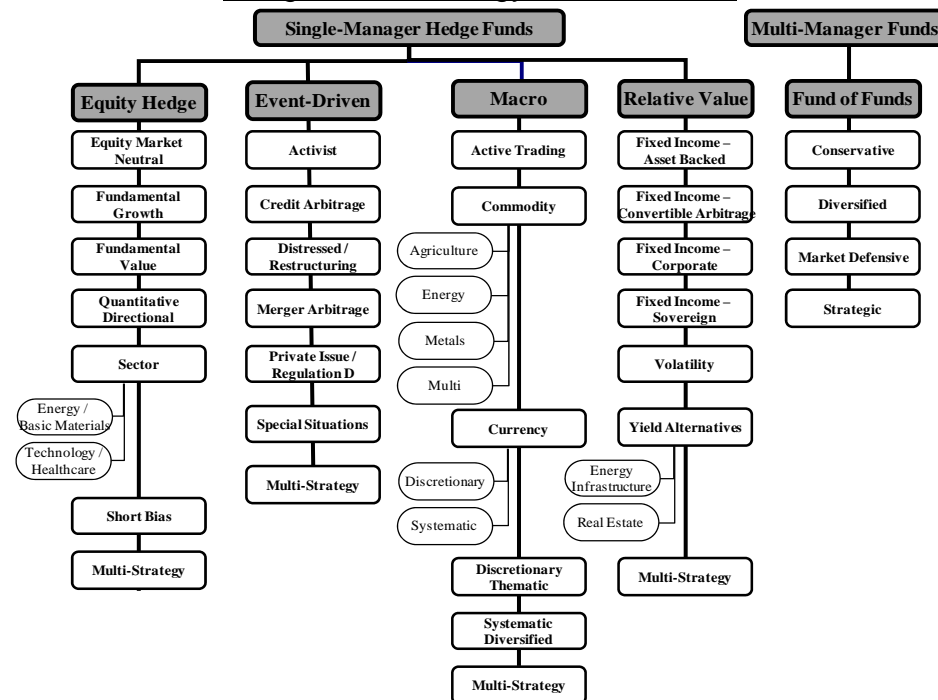 Single-Manager Hedge Funds
Multi-Manager Funds
Equity Hedge
Event-Driven
Macro
Relative Value
Fund of Funds
Equity Market
Neutral
Fundamental
Growth
Fundamental
Value
Quantitative
Directional
Sector
Energy /
Basic Materials
Technology /
Healthcare
Short Bias
Multi-Strategy
Activist
Credit Arbitrage
Distressed /
Restructuring
Merger Arbitrage
Private Issue /
Regulation D
Special Situations
Multi-Strategy
Active Trading
Commodity
Agriculture
Energy
Metals
Multi
Currency
Discretionary
Systematic
Discretionary
Thematic
Systematic
Diversified
Multi-Strategy
Fixed Income –
Asset Backed
Fixed Income –
Convertible Arbitrage
Fixed Income –
Corporate
Fixed Income –
Sovereign
Volatility
Yield Alternatives
Energy
Infrastructure
Real Estate
Multi-Strategy
Conservative
Diversified
Market Defensive
Strategic